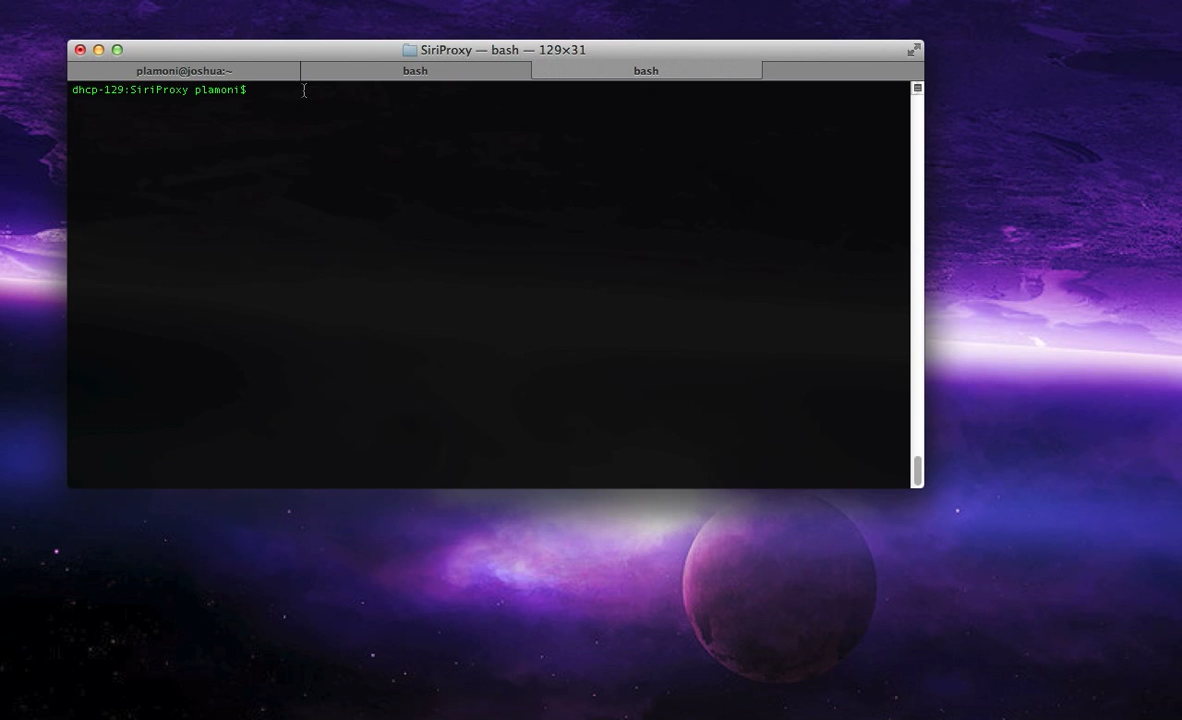 SiriProxy — bash — 129×31
plamoni@joshua:~
bash
bash
dhcp-129:SiriProxy plamoni$